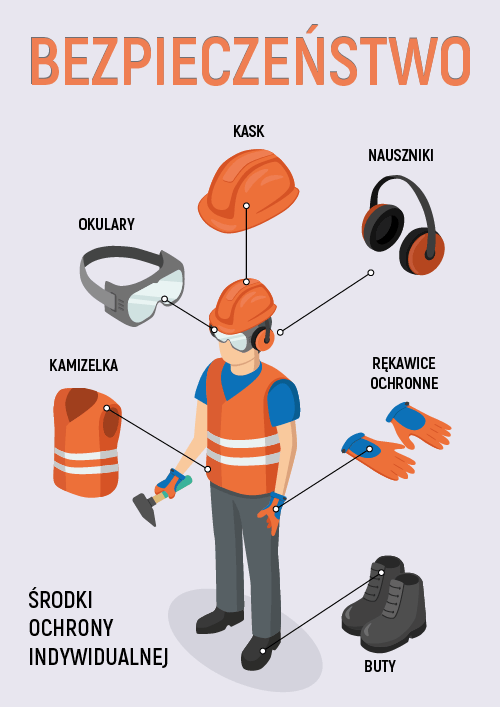 BEZPIECZEŃSTWO
KASK
NAUSZNIKI
OKULARY
KAMIZELKA
RĘKAWICE
OCHRONNE
ŚRODKI
OCHRONY
INDYWIDUALNEJ
BUTY